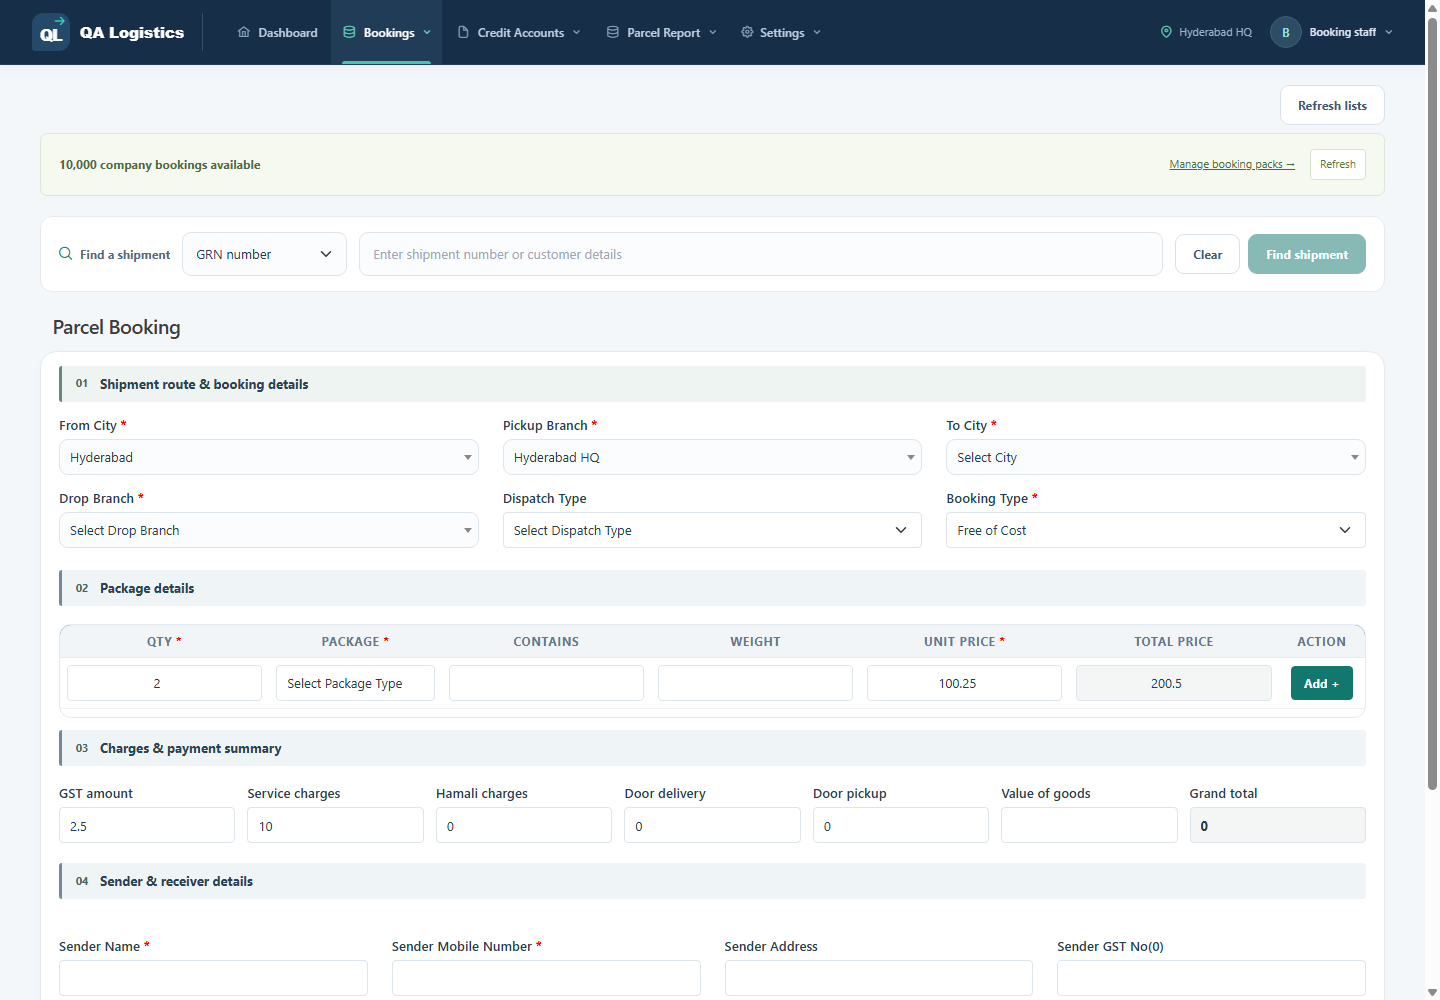 QL QA Logistics
Dashboard
Bookings
Credit Accounts
Parcel Report
Settings
Hyderabad HQ
B
Booking staff
Refresh lists
10,000 company bookings available
Manage booking packs →
Refresh
Find a shipment
GRN number
Enter shipment number or customer details
Clear
Find shipment
Parcel Booking
01 Shipment route & booking details
From City *
Pickup Branch *
To City *
Hyderabad
Hyderabad HQ
Select City
Drop Branch *
Dispatch Type
Booking Type *
Select Drop Branch
Select Dispatch Type
Free of Cost
02 Package details
QTY * PACKAGE * CONTAINS WEIGHT UNIT PRICE * TOTAL PRICE ACTION
2 Select Package Type 100.25 200.5 Add +
03 Charges & payment summary
GST amount Service charges Hamali charges Door delivery Door pickup Value of goods Grand total
2.5 10 0 0 0 0
04 Sender & receiver details
Sender Name * Sender Mobile Number * Sender Address Sender GST No(0)